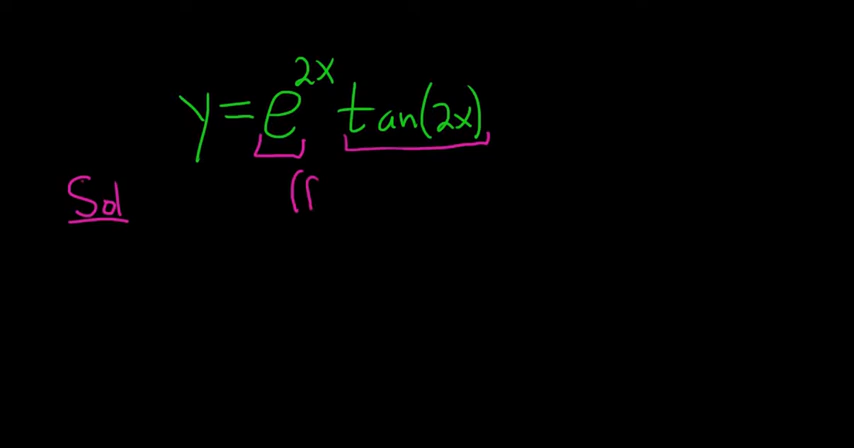 y = e^{2x} tan(2x)
Sol